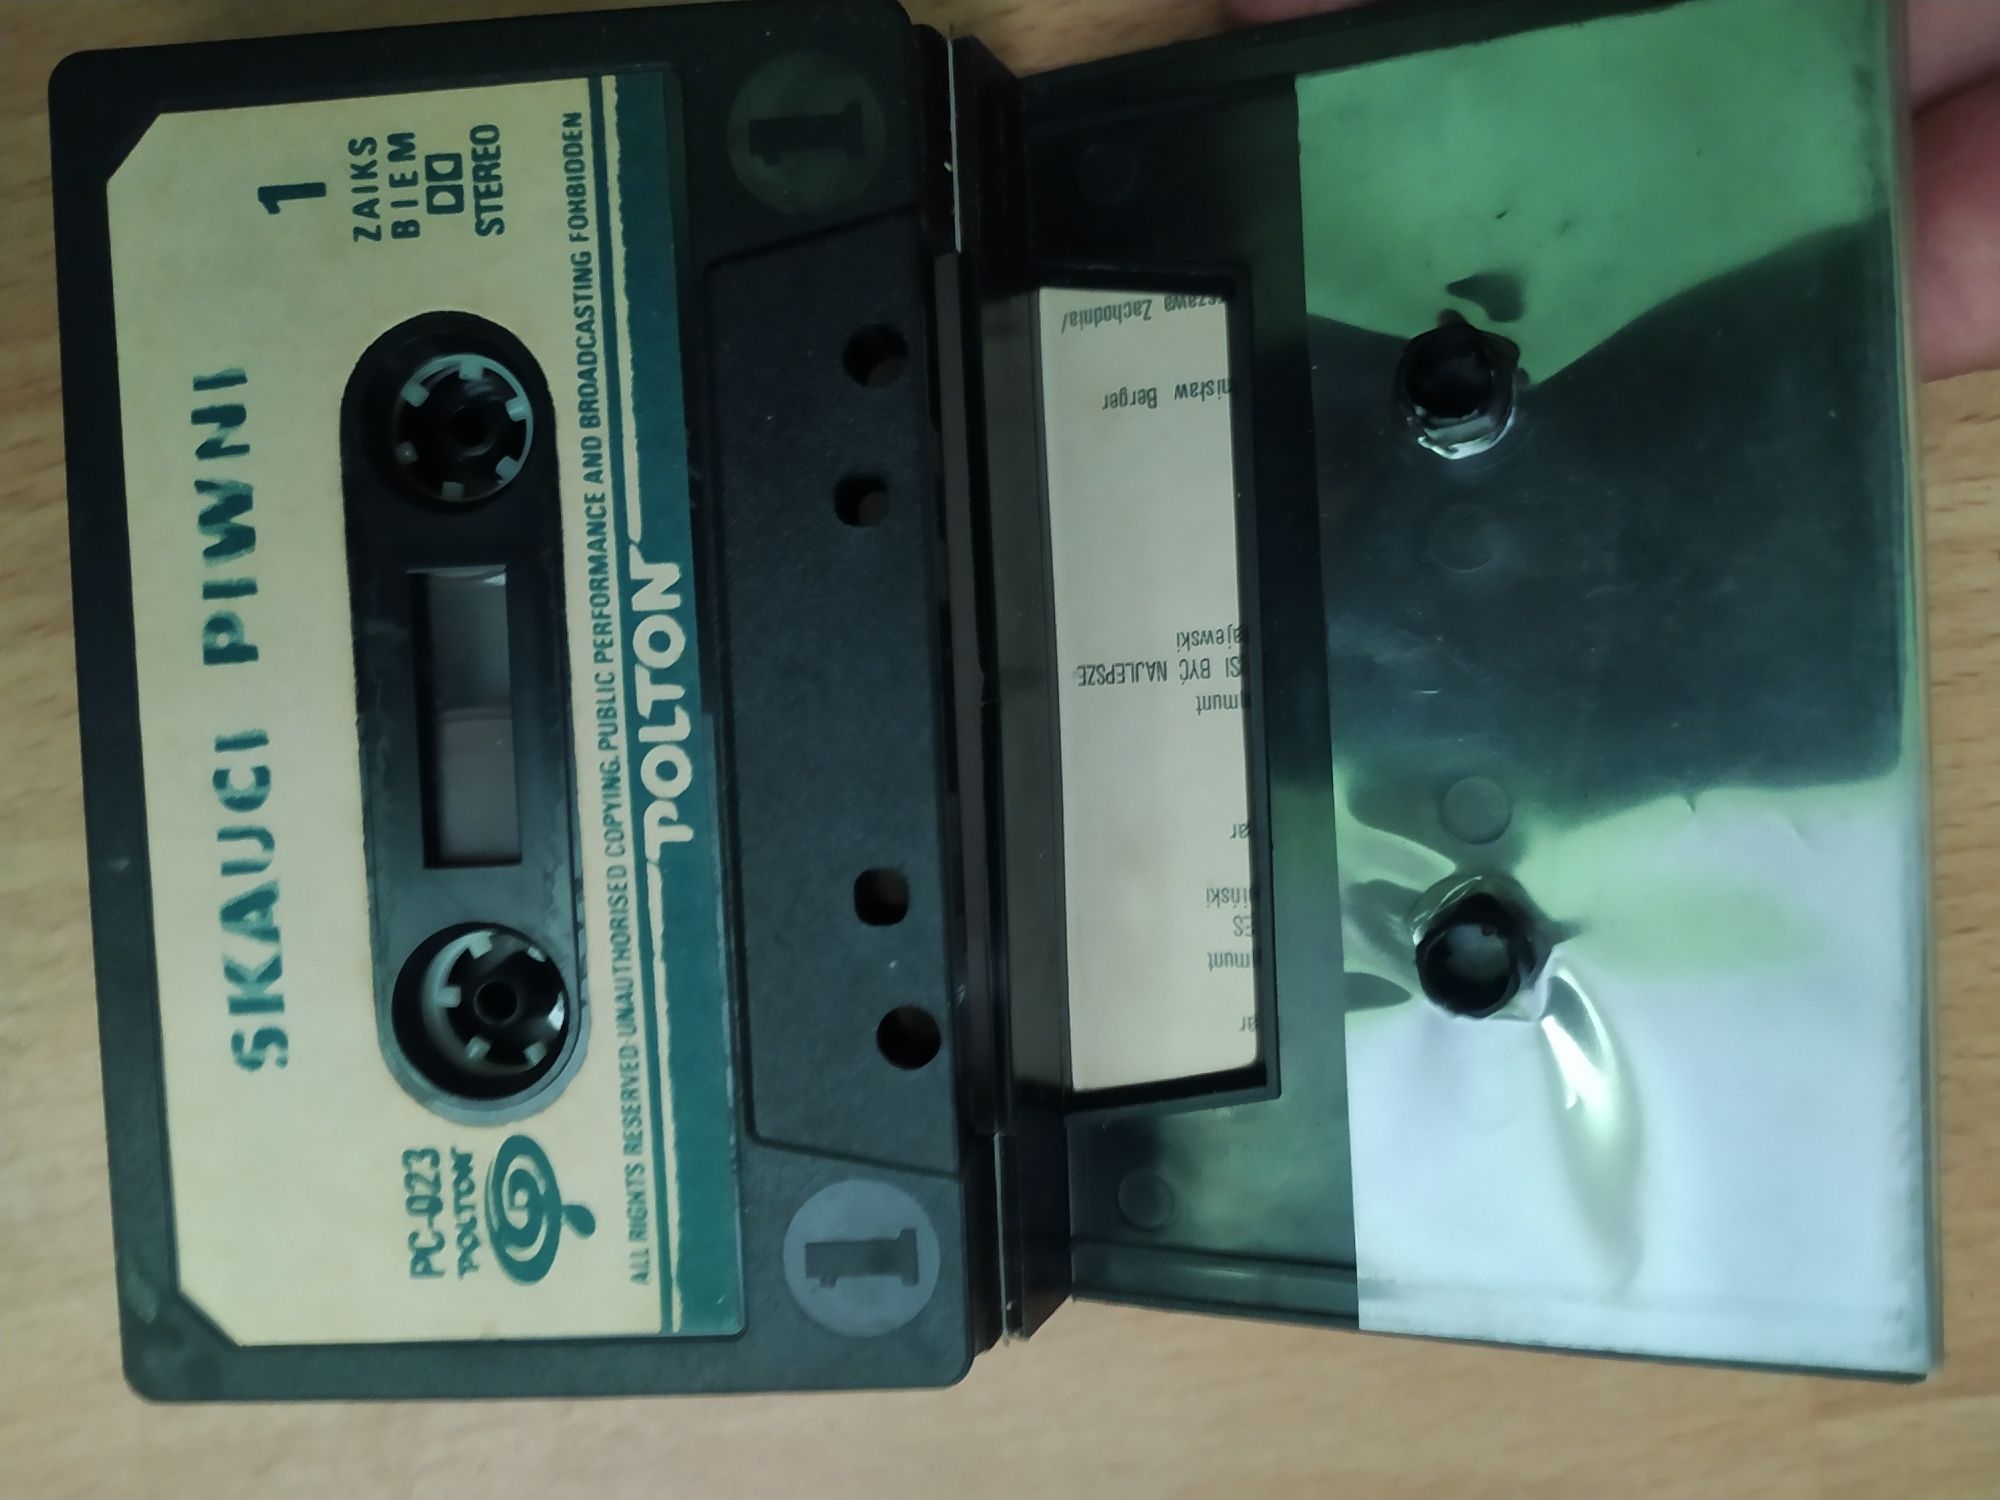 SKAUCI PIWNI
1
ZAIKS
BIEM
STEREO
PC-023
POLTON
ALL RIGHTS RESERVED·UNAUTHORISED COPYING, PUBLIC PERFORMANCE AND BROADCASTING FORBIDDEN
POLTON
1
1
Zachodnia/
Berger
BYĆ NAJLEPSZE